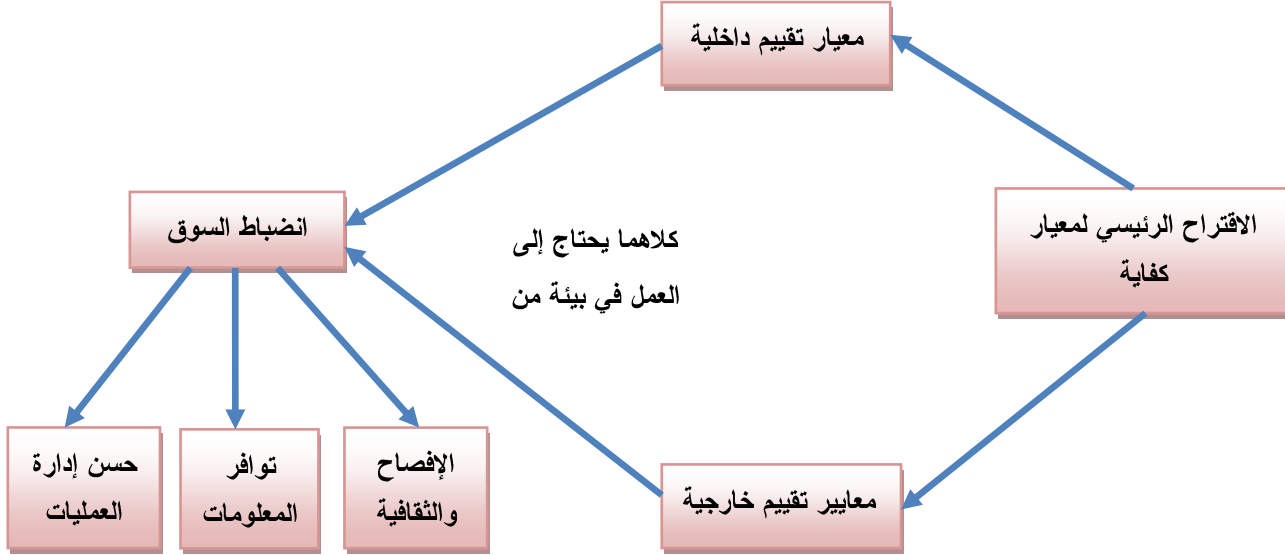 معيار تقييم داخلية
الاقتراح الرئيسي لمعيار
كفاية
كلاهما يحتاج إلى
العمل في بيئة من
انضباط السوق
معايير تقييم خارجية
الإفصاح
والثقافية
توافر
المعلومات
حسن إدارة
العمليات